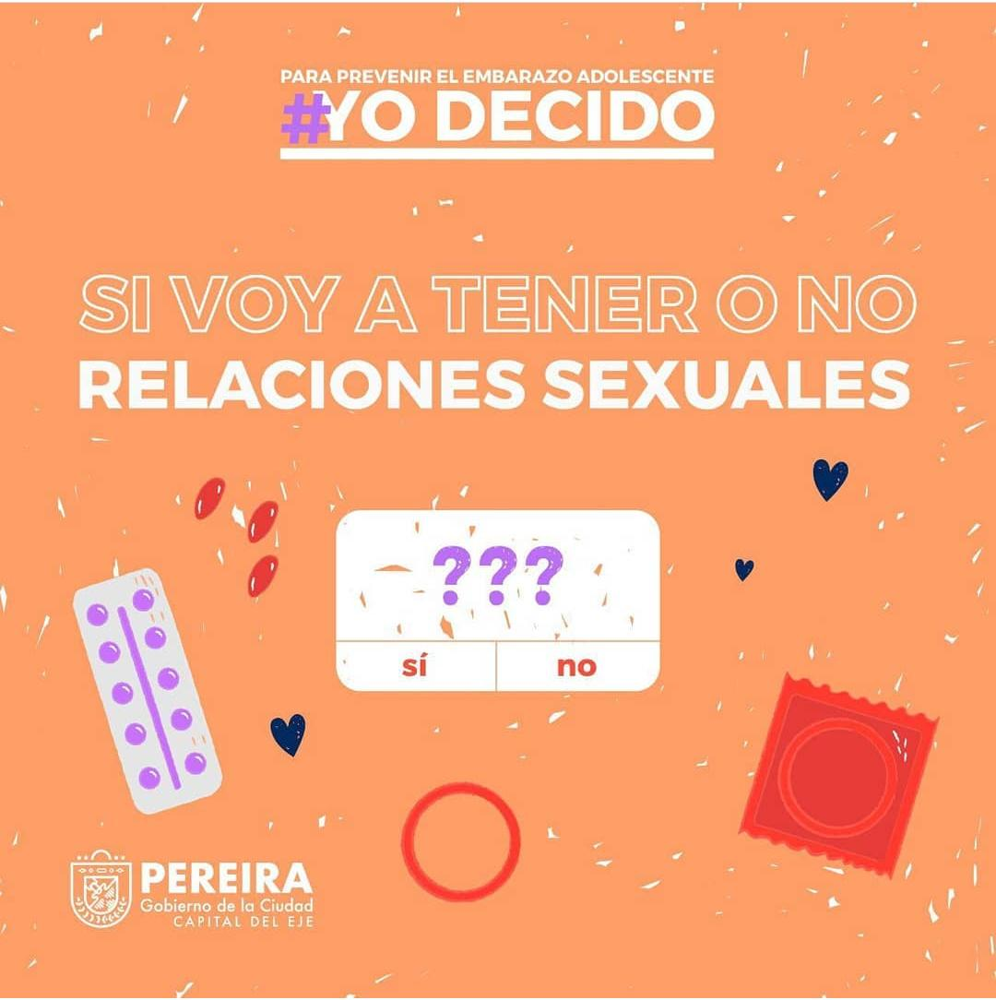 PARA PREVENIR EL EMBARAZO ADOLESCENTE
#YO DECIDO
SI VOY A TENER O NO
RELACIONES SEXUALES
???
sí no
PEREIRA
Gobierno de la Ciudad
CAPITAL DEL EJE